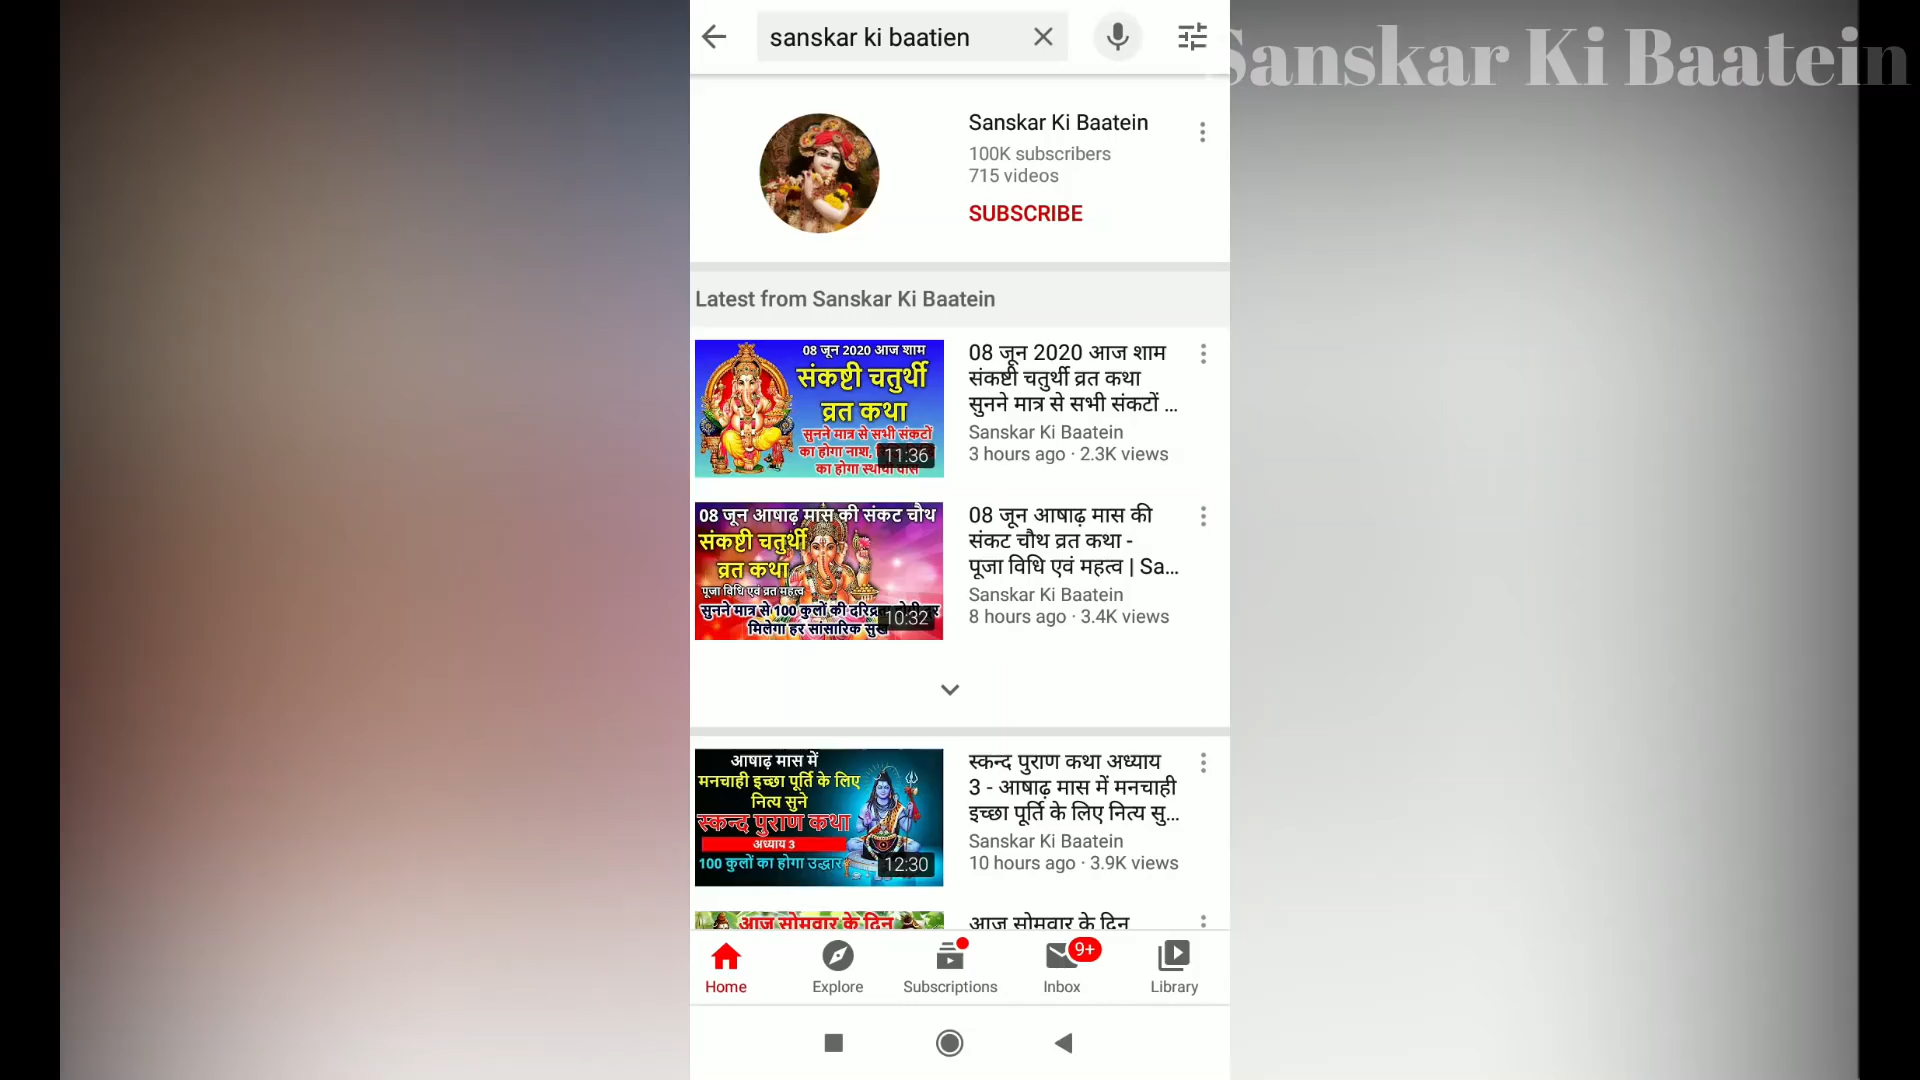 sanskar ki baatien
Sanskar Ki Baatein
Sanskar Ki Baatein
100K subscribers
715 videos
SUBSCRIBE
Latest from Sanskar Ki Baatein
08 जून 2020 आज शाम
संकष्टी चतुर्थी
व्रत कथा
सुनने मात्र से सभी संकटों
का होगा नाश,
का होगा स्थायी वास
11:36
08 जून 2020 आज शाम
संकष्टी चतुर्थी व्रत कथा
सुनने मात्र से सभी संकटों ...
Sanskar Ki Baatein
3 hours ago · 2.3K views
08 जून आषाढ़ मास की संकट चौथ
संकष्टी चतुर्थी
व्रत कथा
पूजा विधि एवं व्रत महत्व
सुनने मात्र से 100 कुलों की
मिलेगा हर सांसारिक सुख
10:32
08 जून आषाढ़ मास की
संकट चौथ व्रत कथा -
पूजा विधि एवं महत्व | Sa...
Sanskar Ki Baatein
8 hours ago · 3.4K views
आषाढ़ मास में
मनचाही इच्छा पूर्ति के लिए
नित्य सुने
स्कन्द पुराण कथा
अध्याय 3
100 कुलों का होगा उद्धार
12:30
स्कन्द पुराण कथा अध्याय
3 - आषाढ़ मास में मनचाही
इच्छा पूर्ति के लिए नित्य सु...
Sanskar Ki Baatein
10 hours ago · 3.9K views
आज सोमवार के दिन
आज सोमवार के दिन
9+
Home Explore Subscriptions Inbox Library